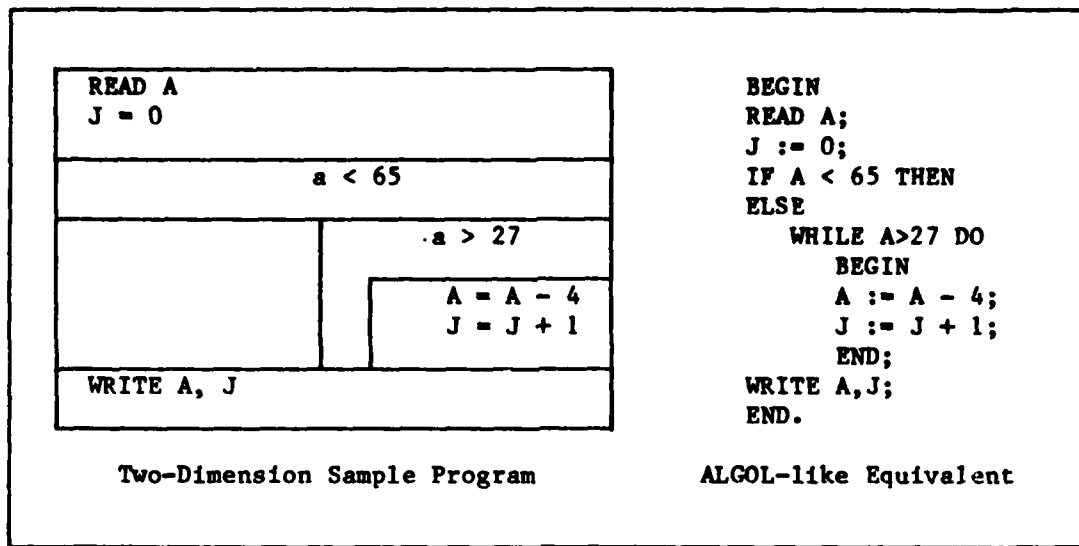 READ A
J = 0
a < 65
a > 27
A = A - 4
J = J + 1
WRITE A, J
Two-Dimension Sample Program
BEGIN
READ A;
J := 0;
IF A < 65 THEN
ELSE
WHILE A>27 DO
BEGIN
A := A - 4;
J := J + 1;
END;
WRITE A,J;
END.
ALGOL-like Equivalent